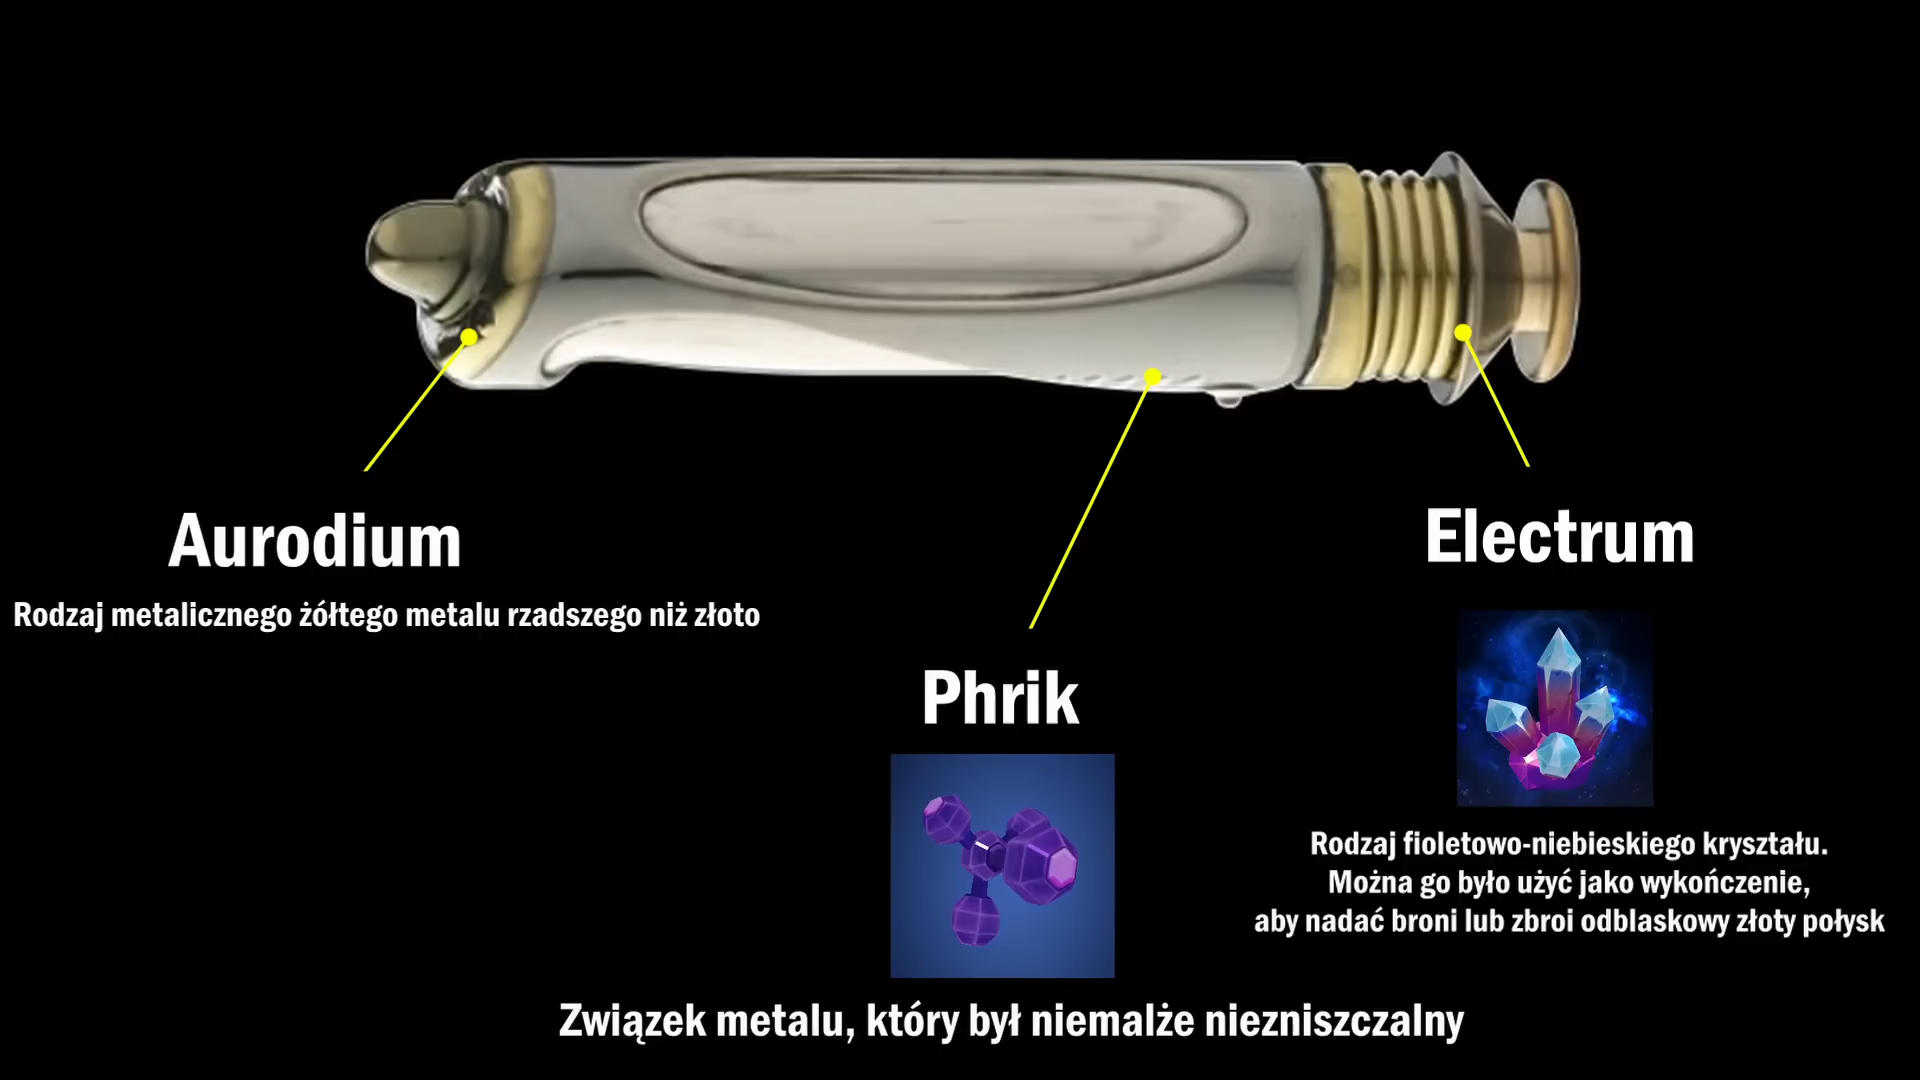 Aurodium
Rodzaj metalicznego żółtego metalu rzadszego niż złoto
Phrik
Związek metalu, który był niemalże niezniszczalny
Electrum
Rodzaj fioletowo-niebieskiego kryształu.
Można go było użyć jako wykończenie,
aby nadać broni lub zbroi odblaskowy złoty połysk